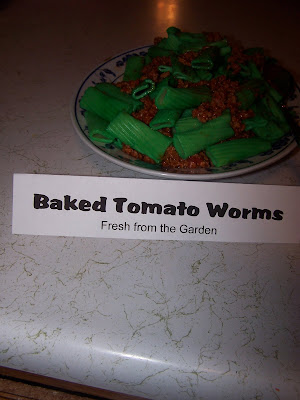 Baked Tomato Worms
Fresh from the Garden